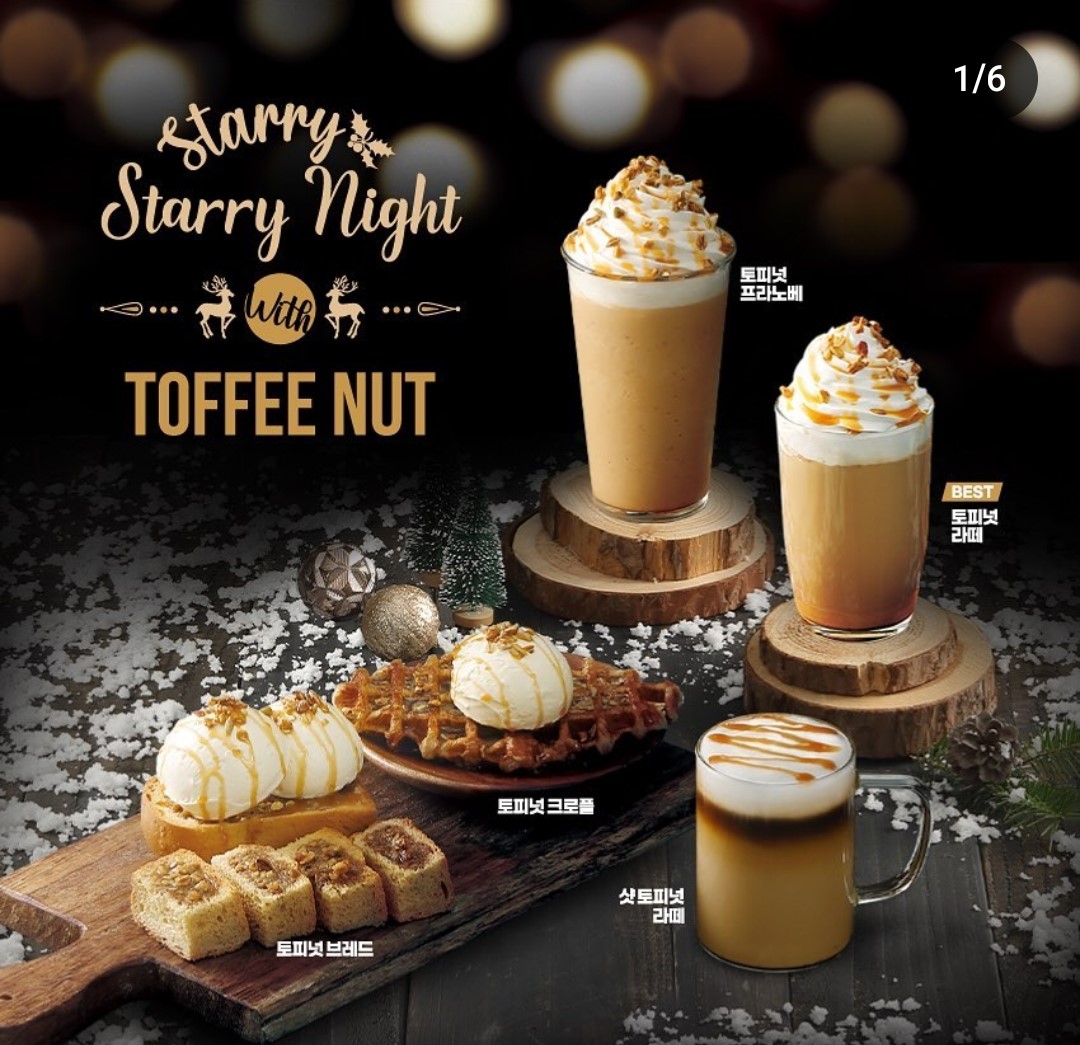 1/6
Starry
Starry Night
With
TOFFEE NUT
토피넛
프라노베
BEST
토피넛
라떼
토피넛 크로플
샷 토피넛
라떼
토피넛 브레드